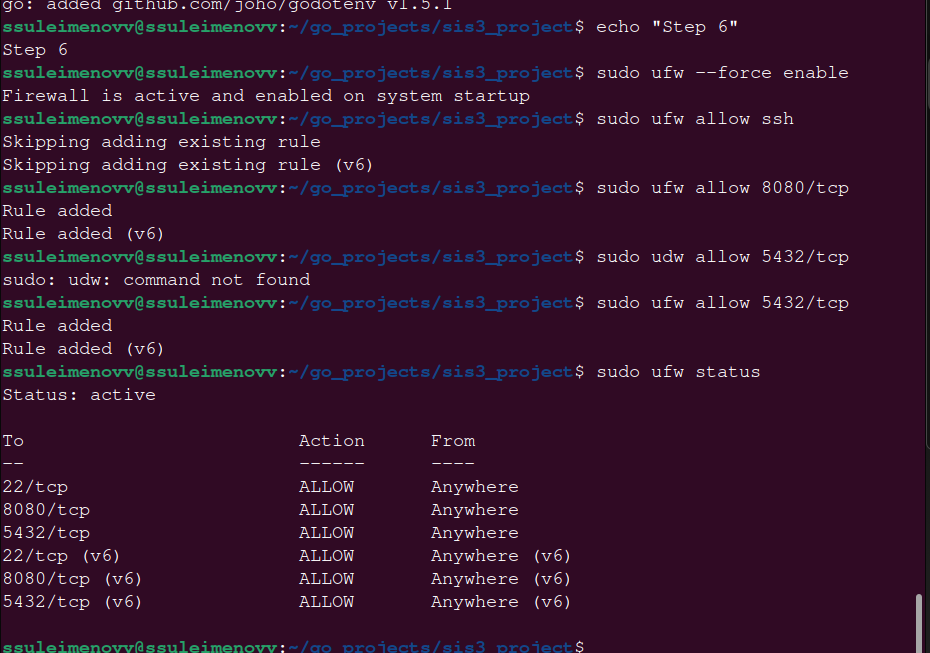 go: added github.com/joho/godotenv v1.5.1
ssuleimenovv@ssuleimenovv:~/go_projects/sis3_project$ echo "Step 6"
Step 6
ssuleimenovv@ssuleimenovv:~/go_projects/sis3_project$ sudo ufw --force enable
Firewall is active and enabled on system startup
ssuleimenovv@ssuleimenovv:~/go_projects/sis3_project$ sudo ufw allow ssh
Skipping adding existing rule
Skipping adding existing rule (v6)
ssuleimenovv@ssuleimenovv:~/go_projects/sis3_project$ sudo ufw allow 8080/tcp
Rule added
Rule added (v6)
ssuleimenovv@ssuleimenovv:~/go_projects/sis3_project$ sudo udw allow 5432/tcp
sudo: udw: command not found
ssuleimenovv@ssuleimenovv:~/go_projects/sis3_project$ sudo ufw allow 5432/tcp
Rule added
Rule added (v6)
ssuleimenovv@ssuleimenovv:~/go_projects/sis3_project$ sudo ufw status
Status: active
To                         Action      From
--                         ------      ----
22/tcp                     ALLOW       Anywhere
8080/tcp                   ALLOW       Anywhere
5432/tcp                   ALLOW       Anywhere
22/tcp (v6)                ALLOW       Anywhere (v6)
8080/tcp (v6)              ALLOW       Anywhere (v6)
5432/tcp (v6)              ALLOW       Anywhere (v6)
ssuleimenovv@ssuleimenovv:~/go_projects/sis3_project$